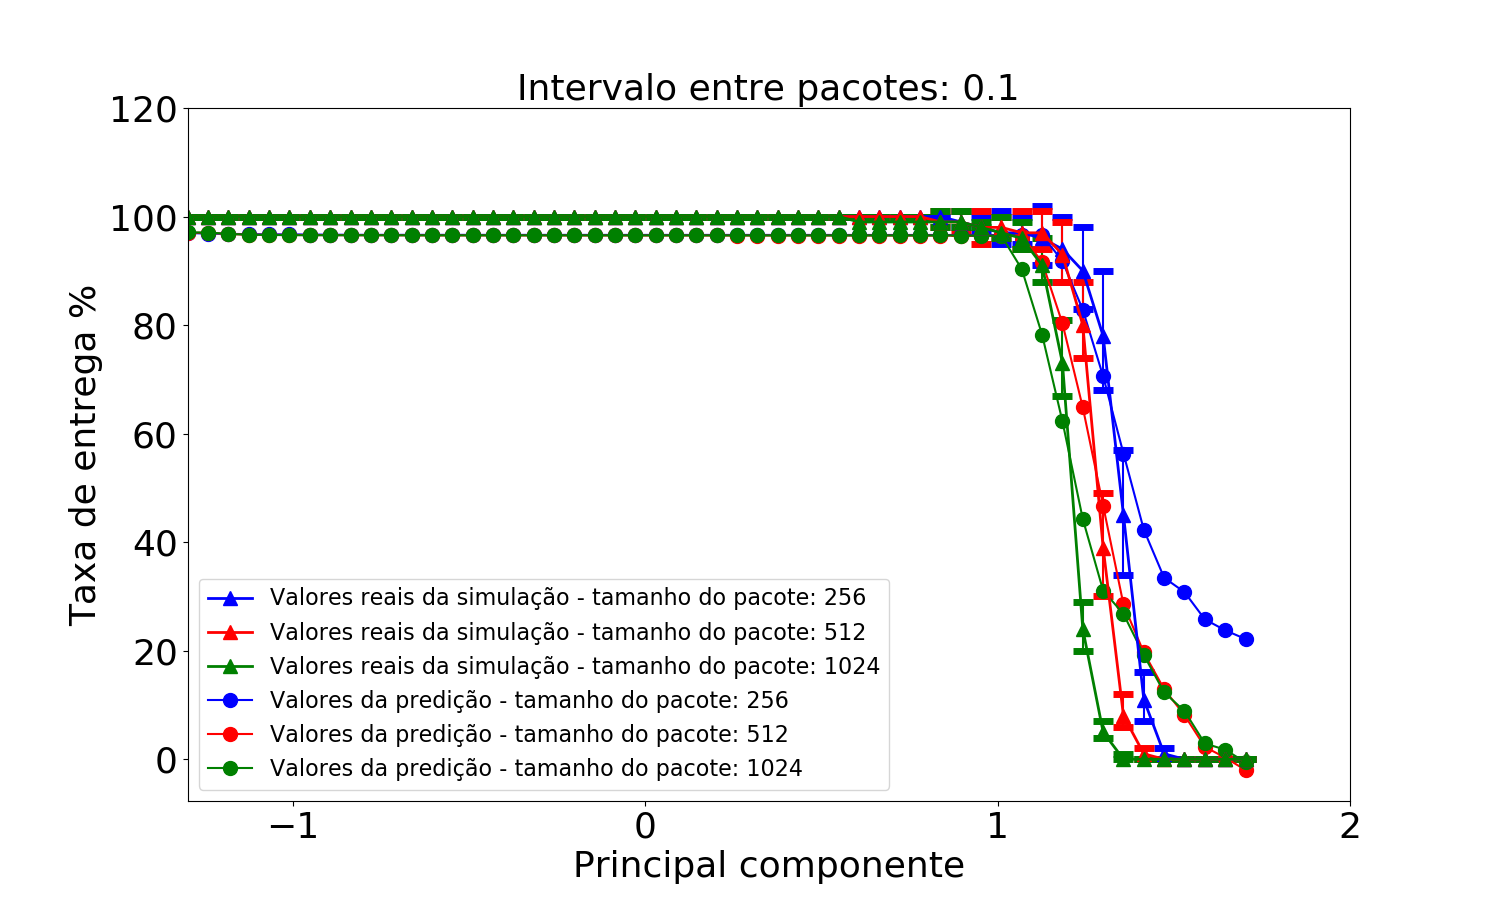 Intervalo entre pacotes: 0.1
120
100
80
60
40
20
0
Taxa de entrega %
Valores reais da simulação - tamanho do pacote: 256
Valores reais da simulação - tamanho do pacote: 512
Valores reais da simulação - tamanho do pacote: 1024
Valores da predição - tamanho do pacote: 256
Valores da predição - tamanho do pacote: 512
Valores da predição - tamanho do pacote: 1024
−1 0 1 2
Principal componente